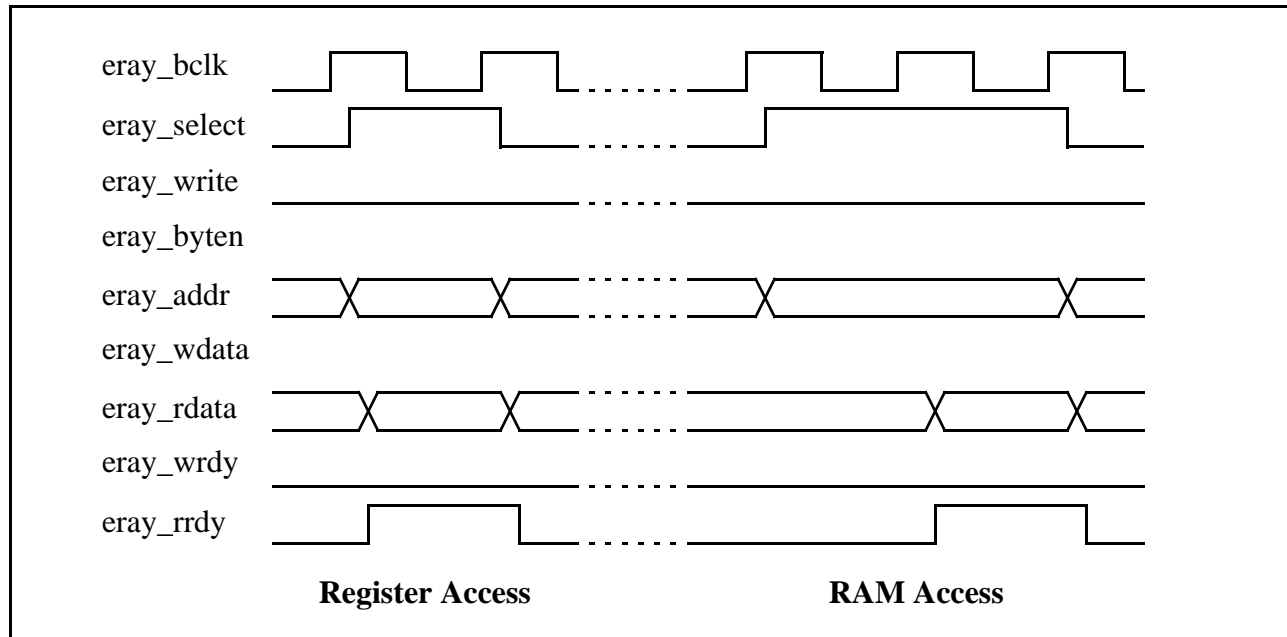 eray_bclk
eray_select
eray_write
eray_byten
eray_addr
eray_wdata
eray_rdata
eray_wrdy
eray_rrdy
Register Access RAM Access